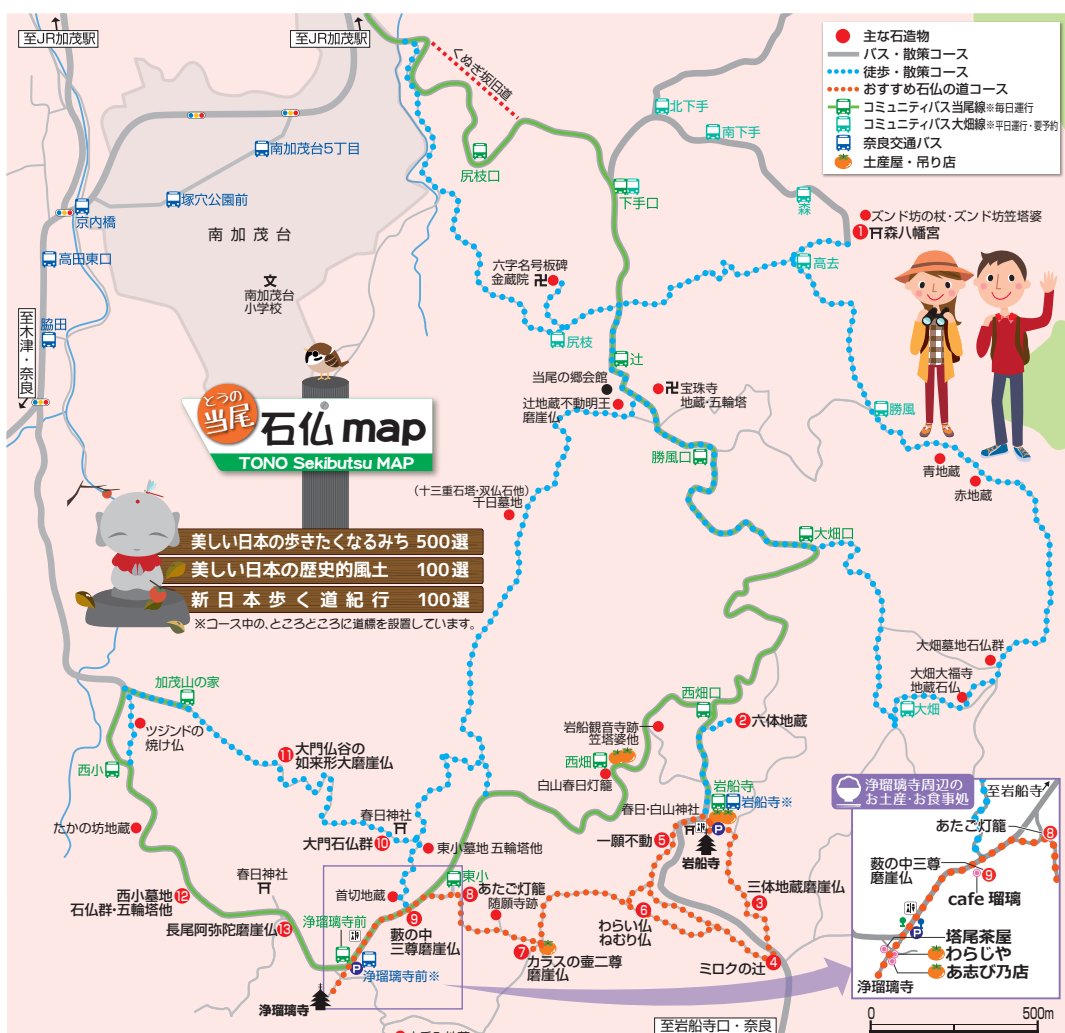 至JR加茂駅
至JR加茂駅
主な石造物
バス・散策コース
徒歩・散策コース
おすすめ石仏の道コース
コミュニティバス当尾線※毎日運行
コミュニティバス大畑線※平日運行・要予約
奈良交通バス
土産屋・吊り店
くぬぎ坂旧道
北下手
南下手
南加茂台5丁目
尻枝口
下手口
塚穴公園前
京内橋
森
ズンド坊の杖・ズンド坊笠塔婆
1 森八幡宮
南加茂台
高田東口
高去
六字名号板碑
金蔵院
文
南加茂台
小学校
至木津・奈良
脇田
尻枝
辻
当尾の郷会館
宝珠寺
地蔵・五輪塔
辻地蔵不動明王
磨崖仏
とうの
当尾
石仏 map
TONO Sekibutsu MAP
勝風
勝風口
青地蔵
赤地蔵
(十三重石塔・双仏石他)
千日墓地
大畑口
美しい日本の歩きたくなるみち 500選
美しい日本の歴史的風土 100選
新日本歩く道紀行 100選
※コース中の、ところどころに道標を設置しています。
大畑墓地石仏群
大畑大福寺
地蔵石仏
大畑
加茂山の家
ツジンドの
焼け仏
西畑口
2 六体地蔵
岩船観音寺跡
笠塔婆他
11 大門仏谷の
如来形大磨崖仏
西小
西畑
白山春日灯籠
岩船寺
岩船寺※
春日・白山神社
P
たかの坊地蔵
春日神社
大門石仏群 10
東小墓地 五輪塔他
一願不動 5
岩船寺
春日神社
西小墓地 12
石仏群・五輪塔他
首切地蔵
東小
8 あたご灯籠
随願寺跡
三体地蔵磨崖仏
3
6
わらい仏
ねむり仏
長尾阿弥陀磨崖仏 13
浄瑠璃寺前
9
藪の中
三尊磨崖仏
7 カラスの壺二尊
磨崖仏
ミロクの辻 4
P
浄瑠璃寺前※
浄瑠璃寺
至岩船寺口・奈良
浄瑠璃寺周辺の
お土産・お食事処
至岩船寺
あたご灯籠 8
藪の中三尊
磨崖仏
9
cafe 瑠璃
P
塔尾茶屋
わらじや
あ志び乃店
浄瑠璃寺
0 500m